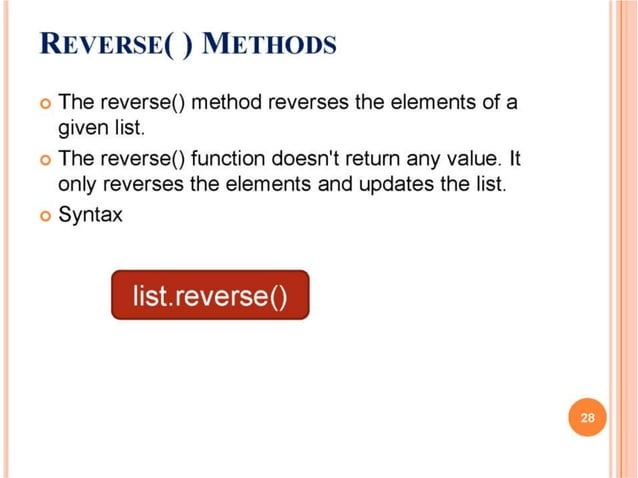 REVERSE( ) METHODS
The reverse() method reverses the elements of a
given list.
The reverse() function doesn't return any value. It
only reverses the elements and updates the list.
Syntax
list.reverse()
28